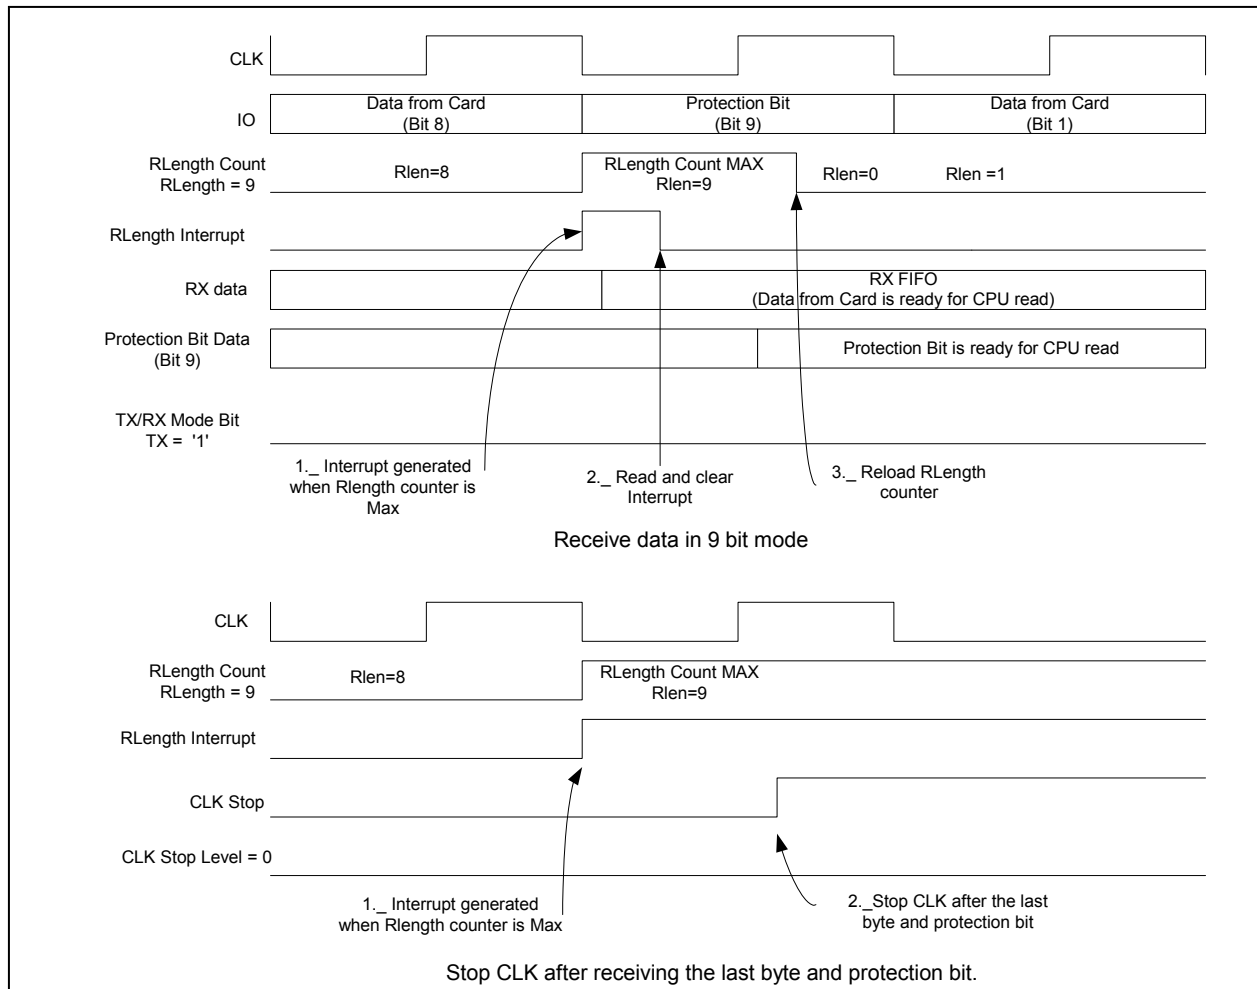 CLK
IO
Data from Card
(Bit 8)
Protection Bit
(Bit 9)
Data from Card
(Bit 1)
RLength Count
RLength = 9
Rlen=8
RLength Count MAX
Rlen=9
Rlen=0
Rlen =1
RLength Interrupt
RX data
RX FIFO
(Data from Card is ready for CPU read)
Protection Bit Data
(Bit 9)
Protection Bit is ready for CPU read
TX/RX Mode Bit
TX = '1'
1._ Interrupt generated
when Rlength counter is
Max
2._ Read and clear
Interrupt
3._ Reload RLength
counter
Receive data in 9 bit mode
CLK
RLength Count
RLength = 9
Rlen=8
RLength Count MAX
Rlen=9
RLength Interrupt
CLK Stop
CLK Stop Level = 0
1._ Interrupt generated
when Rlength counter is Max
2._Stop CLK after the last
byte and protection bit
Stop CLK after receiving the last byte and protection bit.